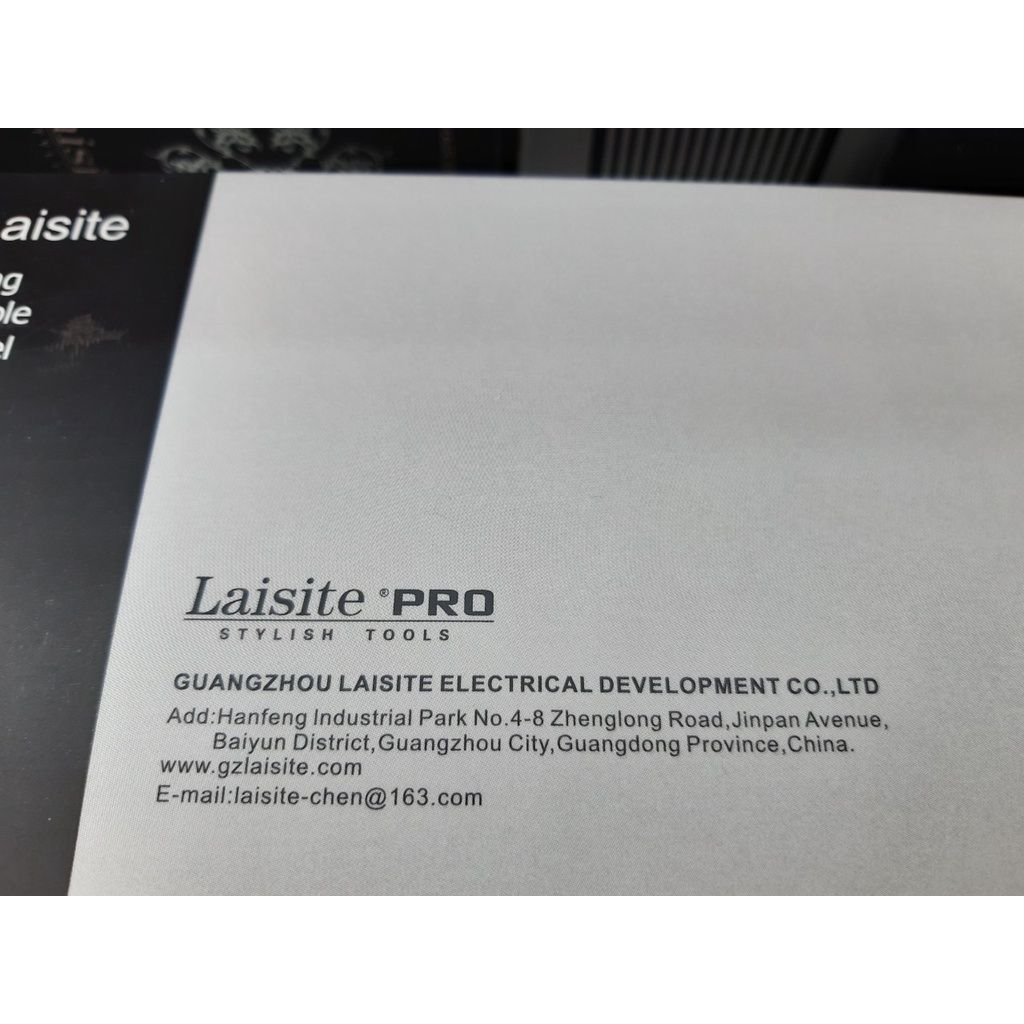 aisite
Laisite ® PRO
STYLISH TOOLS
GUANGZHOU LAISITE ELECTRICAL DEVELOPMENT CO.,LTD
Add:Hanfeng Industrial Park No.4-8 Zhenglong Road,Jinpan Avenue,
Baiyun District,Guangzhou City,Guangdong Province,China.
www.gzlaisite.com
E-mail:laisite-chen@163.com